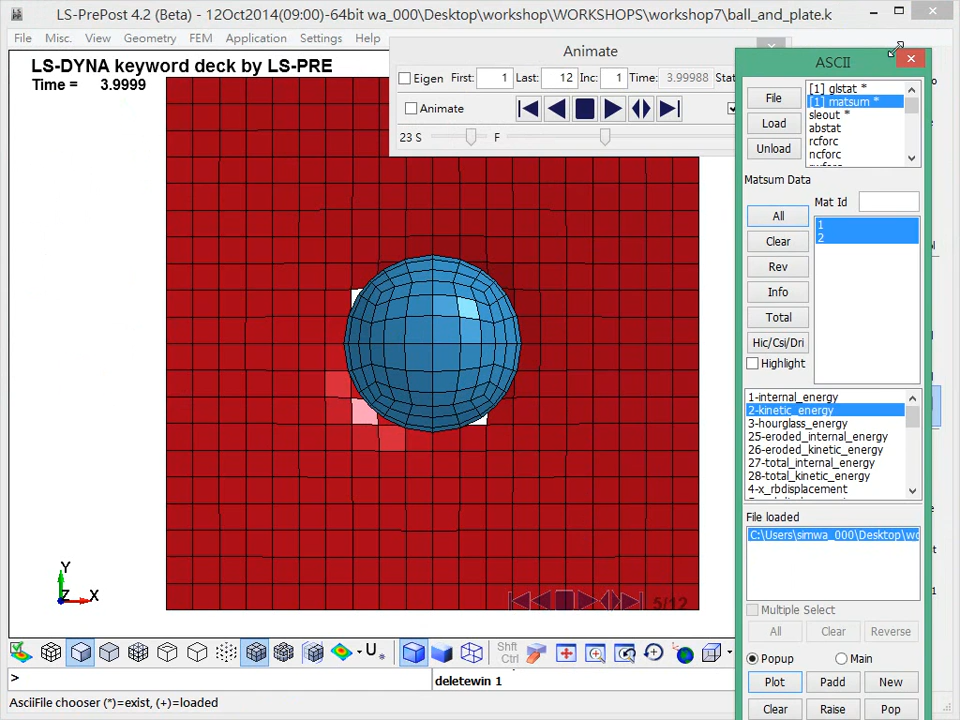 LS-PrePost 4.2 (Beta) - 12Oct2014(09:00)-64bit wa_000\Desktop\workshop\WORKSHOPS\workshop7\ball_and_plate.k
File Misc. View Geometry FEM Application Settings Help
LS-DYNA keyword deck by LS-PRE
Time = 3.9999
Animate
Eigen First: 1 Last: 12 Inc: 1 Time: 3.99988 Stat
Animate
23 S F
5/12
Y
Z X
Shft
Ctrl
U
>
deletewin 1
AsciiFile chooser (*)=exist, (+)=loaded
ASCII
File
Load
Unload
[1] glstat *
[1] matsum *
sleout *
abstat
rcforc
ncforc
Matsum Data
Mat Id
All
Clear
Rev
Info
Total
Hic/Csi/Dri
Highlight
1
2
1-internal_energy
2-kinetic_energy
3-hourglass_energy
25-eroded_internal_energy
26-eroded_kinetic_energy
27-total_internal_energy
28-total_kinetic_energy
4-x_rbdisplacement
File loaded
C:\Users\simwa_000\Desktop\wo
Multiple Select
All Clear Reverse
Popup Main
Plot Padd New
Clear Raise Pop